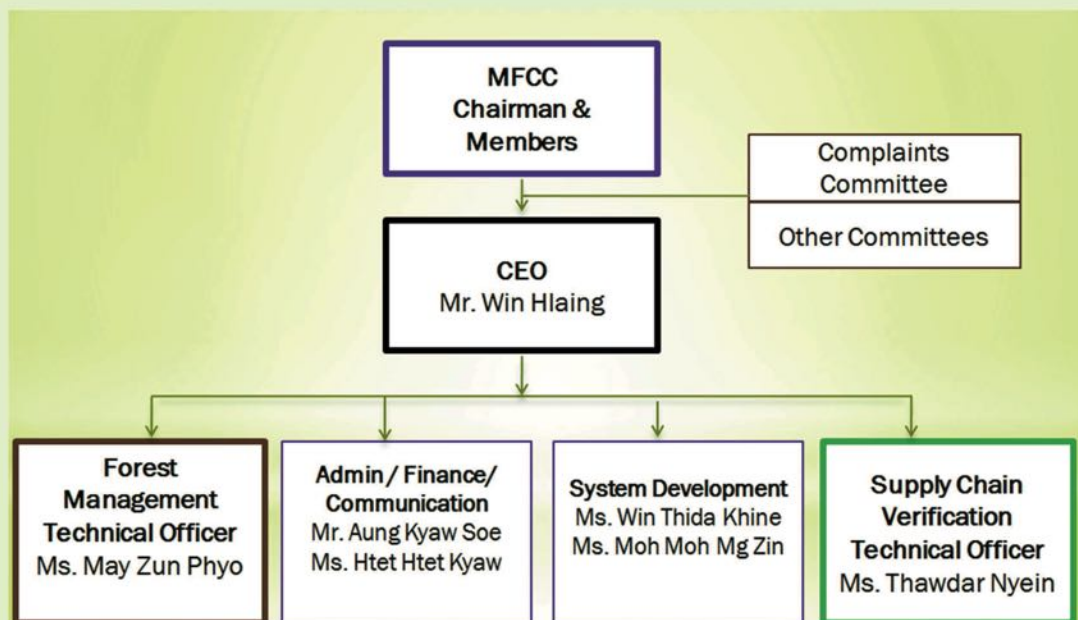 MFCC
Chairman &
Members
Complaints
Committee
Other Committees
CEO
Mr. Win Hlaing
Forest
Management
Technical Officer
Ms. May Zun Phyo
Admin / Finance/
Communication
Mr. Aung Kyaw Soe
Ms. Htet Htet Kyaw
System Development
Ms. Win Thida Khine
Ms. Moh Moh Mg Zin
Supply Chain
Verification
Technical Officer
Ms. Thawdar Nyein